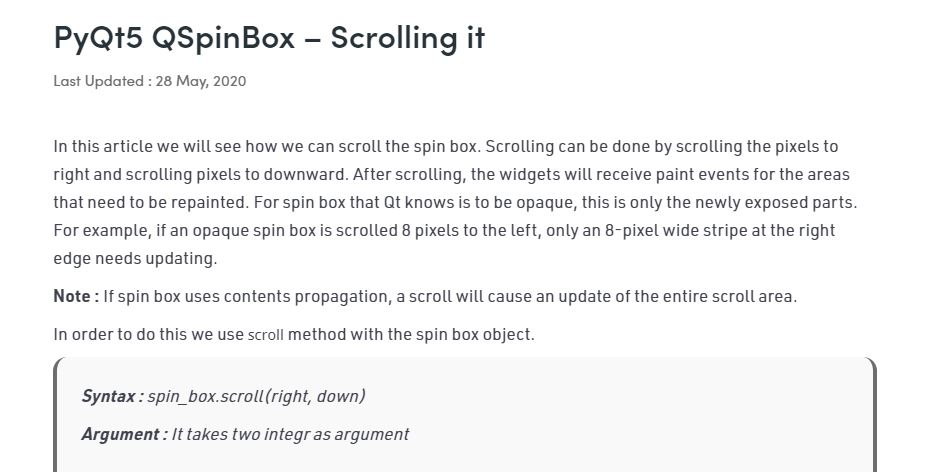 PyQt5 QSpinBox – Scrolling it
Last Updated : 28 May, 2020
In this article we will see how we can scroll the spin box. Scrolling can be done by scrolling the pixels to
right and scrolling pixels to downward. After scrolling, the widgets will receive paint events for the areas
that need to be repainted. For spin box that Qt knows is to be opaque, this is only the newly exposed parts.
For example, if an opaque spin box is scrolled 8 pixels to the left, only an 8-pixel wide stripe at the right
edge needs updating.
Note : If spin box uses contents propagation, a scroll will cause an update of the entire scroll area.
In order to do this we use scroll method with the spin box object.
Syntax : spin_box.scroll(right, down)
Argument : It takes two integr as argument